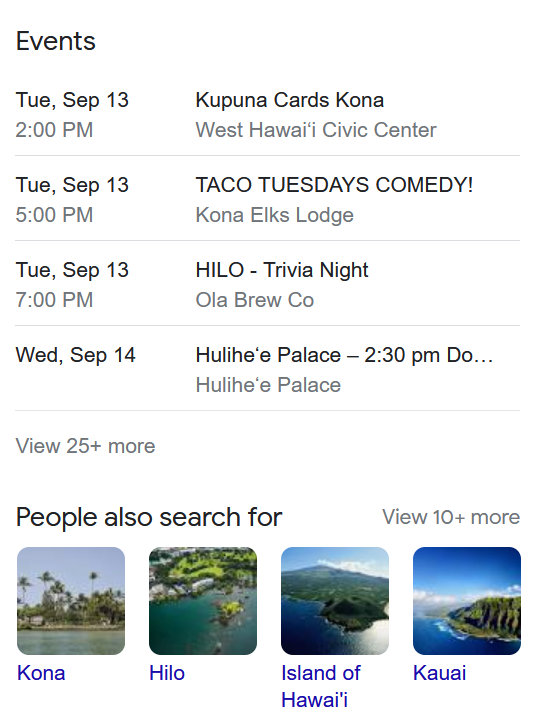 Events
Tue, Sep 13
Kupuna Cards Kona
2:00 PM
West Hawaiʻi Civic Center
Tue, Sep 13
TACO TUESDAYS COMEDY!
5:00 PM
Kona Elks Lodge
Tue, Sep 13
HILO - Trivia Night
7:00 PM
Ola Brew Co
Wed, Sep 14
Huliheʻe Palace – 2:30 pm Do…
Huliheʻe Palace
View 25+ more
People also search for
View 10+ more
Kona
Hilo
Island of
Hawai'i
Kauai